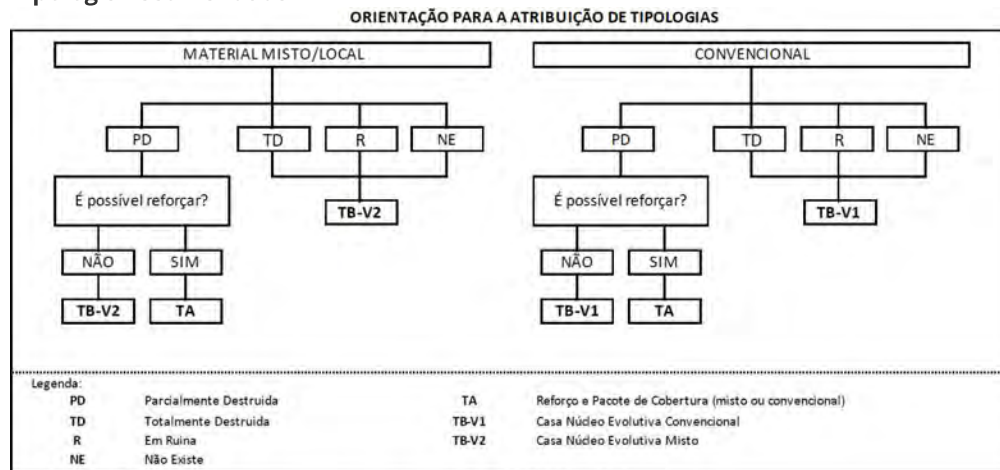 ORIENTAÇÃO PARA A ATRIBUIÇÃO DE TIPOLOGIAS
MATERIAL MISTO/LOCAL
CONVENCIONAL
PD TD R NE
PD TD R NE
É possível reforçar?
TB-V2
É possível reforçar?
TB-V1
NÃO SIM
NÃO SIM
TB-V2 TA
TB-V1 TA
Legenda:
PD Parcialmente Destruida
TA Reforço e Pacote de Cobertura (misto ou convencional)
TD Totalmente Destruida
TB-V1 Casa Núcleo Evolutiva Convencional
R Em Ruina
TB-V2 Casa Núcleo Evolutiva Misto
NE Não Existe